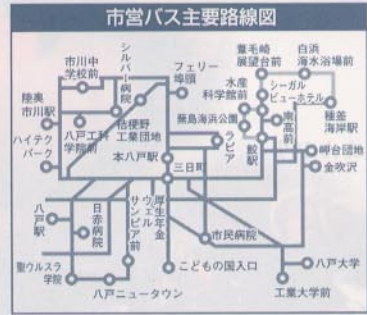 市営バス主要路線図
市川中
学校前
シルバー病院
フェリー
埠頭
葦毛崎
展望台前
白浜
海水浴場前
水産
科学館前
シーガル
ビューホテル
陸奥
市川駅
八戸工科
学院前
桔梗野
工業団地
蕪島海浜公園
ラピア
南高前
種差
海岸駅
ハイテク
パーク
本八戸駅
鮫駅
岬台団地
三日町
金吹沢
八戸駅
日赤病院
厚生年金
ウェル
サンピア前
市民病院
聖ウルスラ
学院
こどもの国入口
八戸大学
八戸ニュータウン
工業大学前